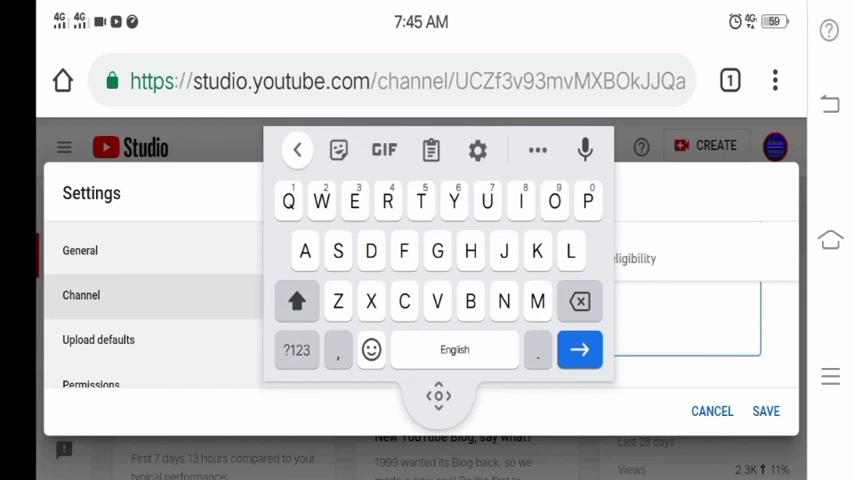 4G 4G 7:45 AM 4G 59
https://studio.youtube.com/channel/UCZf3v93mvMXBOkJJQa 1
Studio CREATE
GIF
Settings
1 2 3 4 5 6 7 8 9 0
Q W E R T Y U I O P
General
A S D F G H J K L
eligibility
Channel
Z X C V B N M
Upload defaults
?123 , English .
Permissions
CANCEL SAVE
New YouTube Blog, say what?
Last 28 days
First 7 days 13 hours compared to your
typical performance:
1999 wanted its Blog back, so we
Views 2.3K 11%